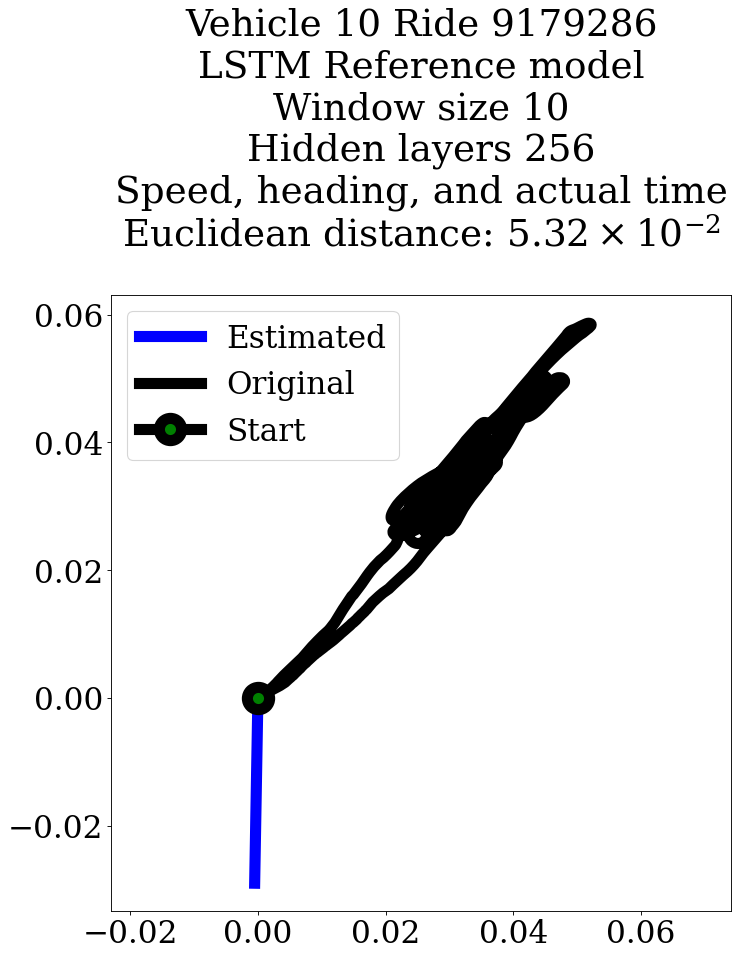 Vehicle 10 Ride 9179286
LSTM Reference model
Window size 10
Hidden layers 256
Speed, heading, and actual time
Euclidean distance: 5.32 × 10⁻²
Estimated
Original
Start
0.06
0.04
0.02
0.00
−0.02
−0.02 0.00 0.02 0.04 0.06